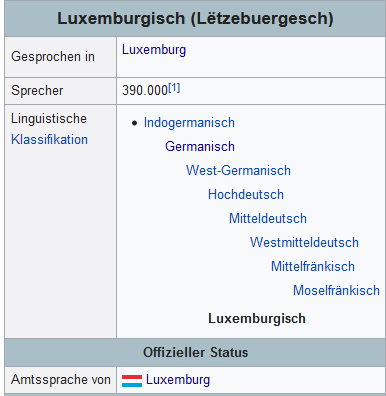 Luxemburgisch (Lëtzebuergesch)
Gesprochen in Luxemburg
Sprecher 390.000[1]
Linguistische
Klassifikation
Indogermanisch
Germanisch
West-Germanisch
Hochdeutsch
Mitteldeutsch
Westmitteldeutsch
Mittelfränkisch
Moselfränkisch
Luxemburgisch
Offizieller Status
Amtssprache von Luxemburg